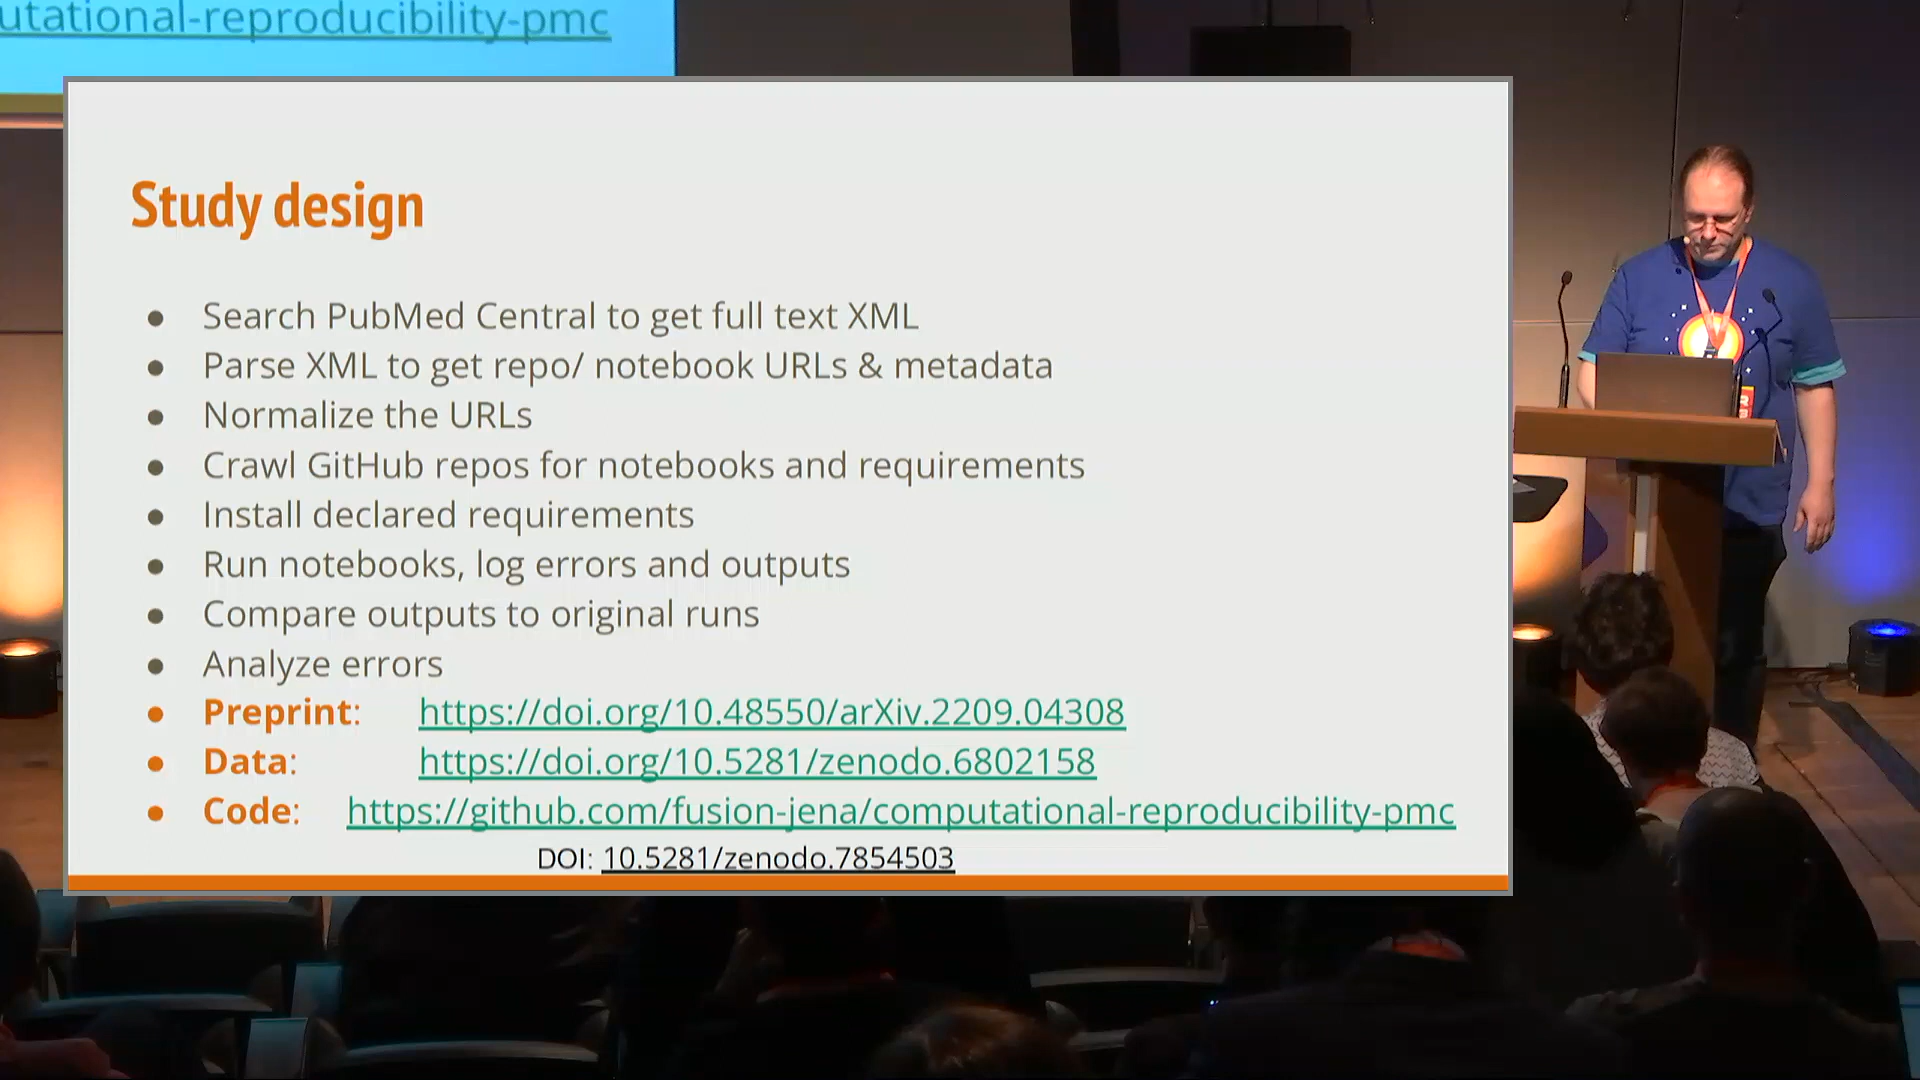 utational-reproducibility-pmc
Study design
● Search PubMed Central to get full text XML
● Parse XML to get repo/ notebook URLs & metadata
● Normalize the URLs
● Crawl GitHub repos for notebooks and requirements
● Install declared requirements
● Run notebooks, log errors and outputs
● Compare outputs to original runs
● Analyze errors
● Preprint: https://doi.org/10.48550/arXiv.2209.04308
● Data: https://doi.org/10.5281/zenodo.6802158
● Code: https://github.com/fusion-jena/computational-reproducibility-pmc
DOI: 10.5281/zenodo.7854503